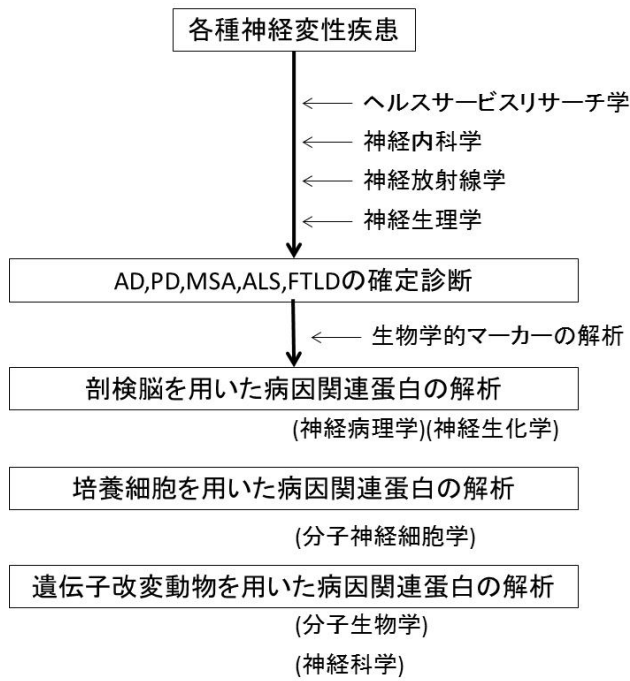 各種神経変性疾患
ヘルスサービスリサーチ学
神経内科学
神経放射線学
神経生理学
AD,PD,MSA,ALS,FTLDの確定診断
生物学的マーカーの解析
剖検脳を用いた病因関連蛋白の解析
(神経病理学)(神経生化学)
培養細胞を用いた病因関連蛋白の解析
(分子神経細胞学)
遺伝子改変動物を用いた病因関連蛋白の解析
(分子生物学)
(神経科学)